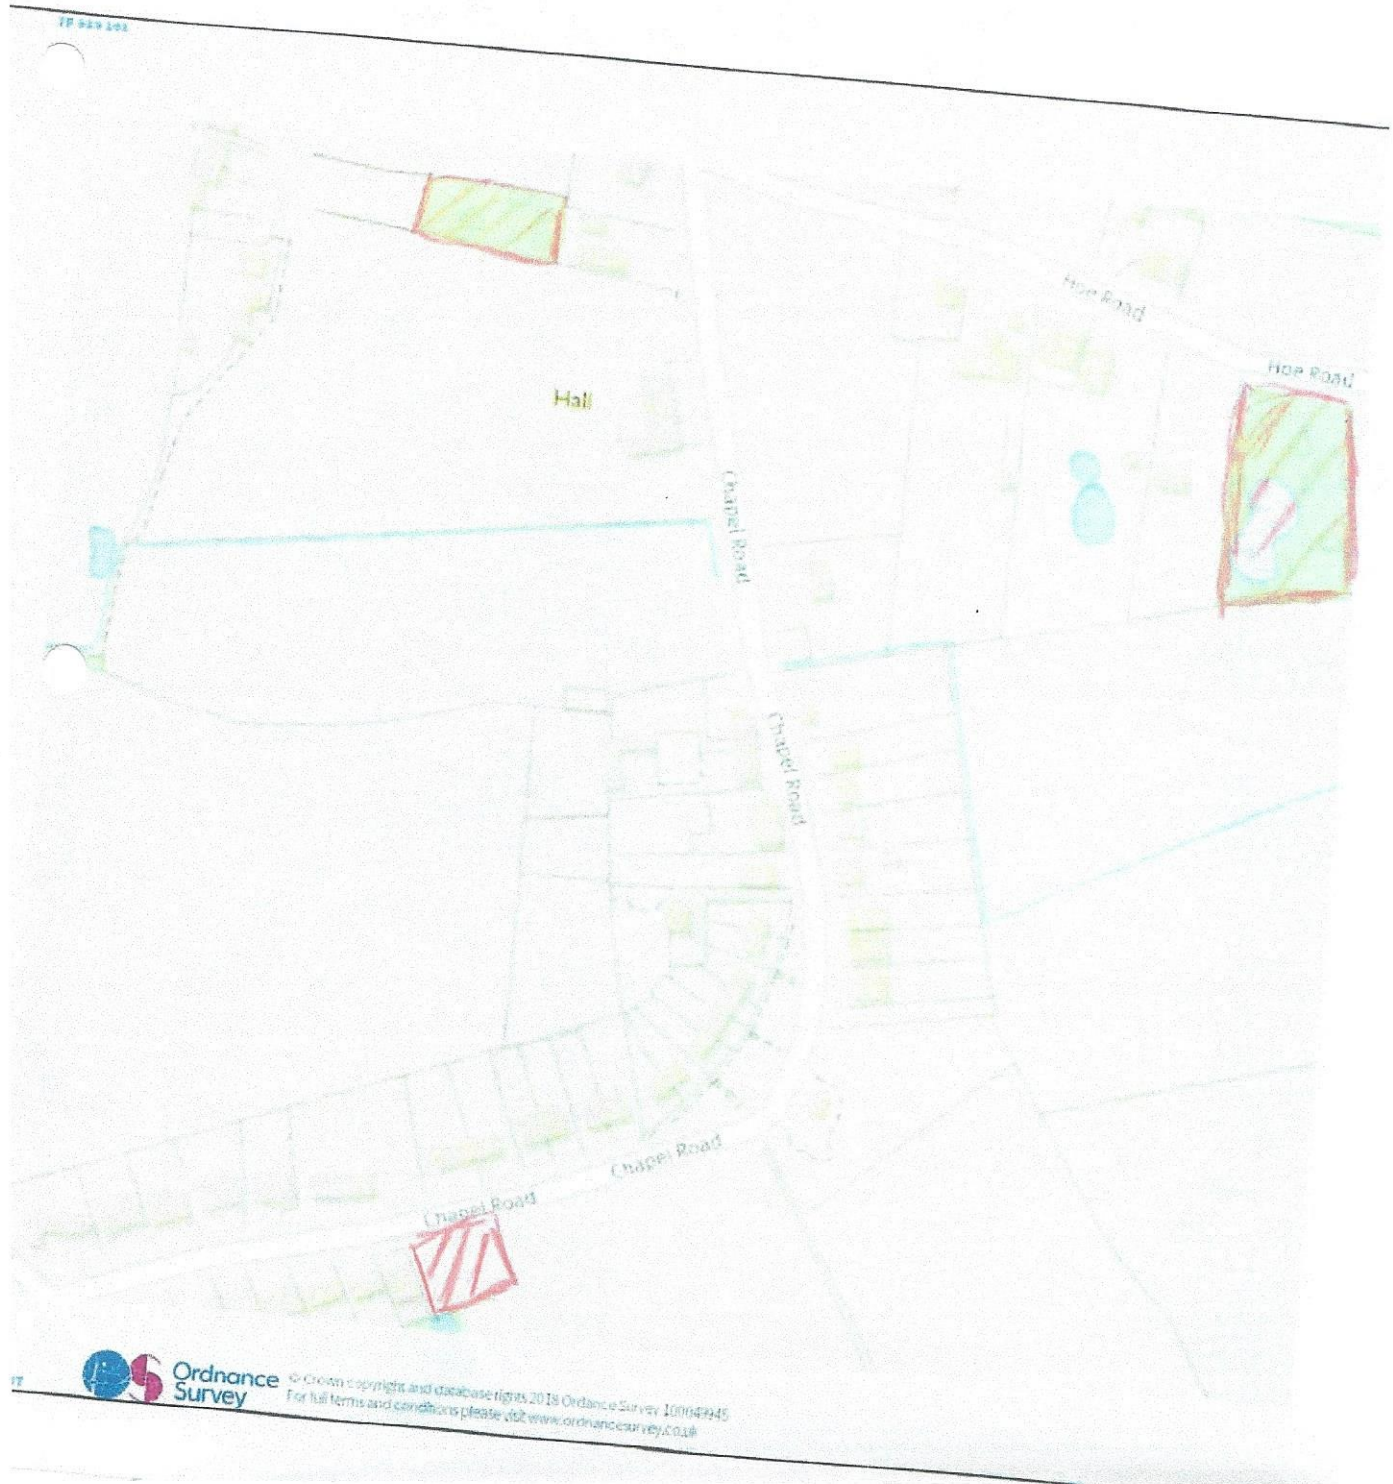 Hoe Road
Hoe Road
Hall
Chapel Road
Chapel Road
Chapel Road
Chapel Road
Ordnance
Survey
© Crown copyright and database rights 2018 Ordance Survey 100049945
For full terms and conditions please visit www.ordnancesurvey.co.uk